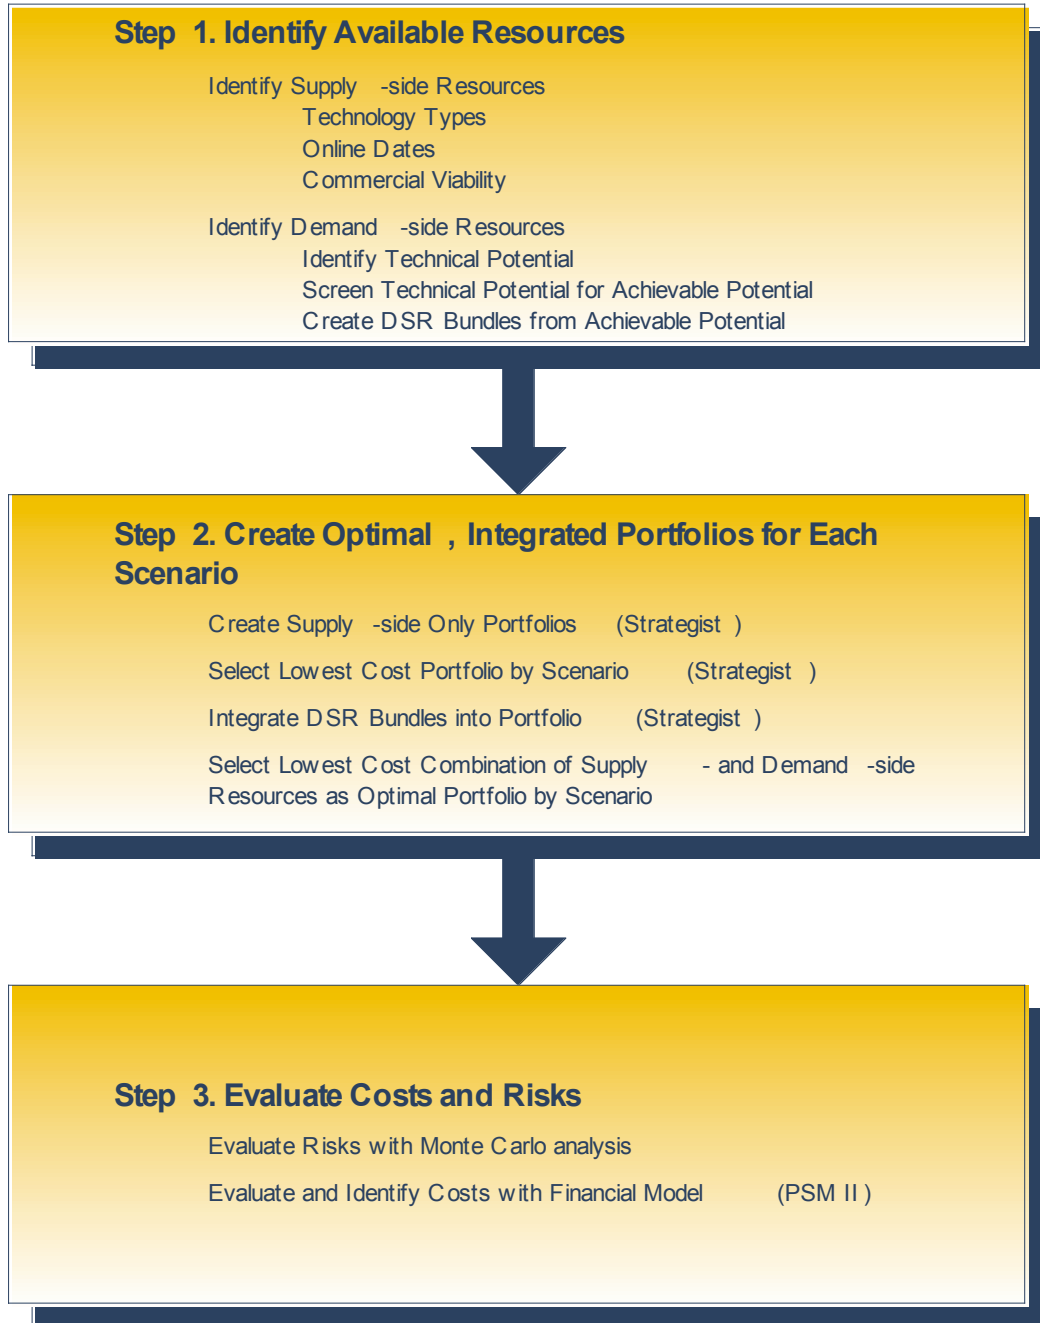 Step 1. Identify Available Resources
Identify Supply -side Resources
Technology Types
Online Dates
Commercial Viability
Identify Demand -side Resources
Identify Technical Potential
Screen Technical Potential for Achievable Potential
Create DSR Bundles from Achievable Potential
Step 2. Create Optimal , Integrated Portfolios for Each
Scenario
Create Supply -side Only Portfolios (Strategist )
Select Lowest Cost Portfolio by Scenario (Strategist )
Integrate DSR Bundles into Portfolio (Strategist )
Select Lowest Cost Combination of Supply - and Demand -side
Resources as Optimal Portfolio by Scenario
Step 3. Evaluate Costs and Risks
Evaluate Risks with Monte Carlo analysis
Evaluate and Identify Costs with Financial Model (PSM II )